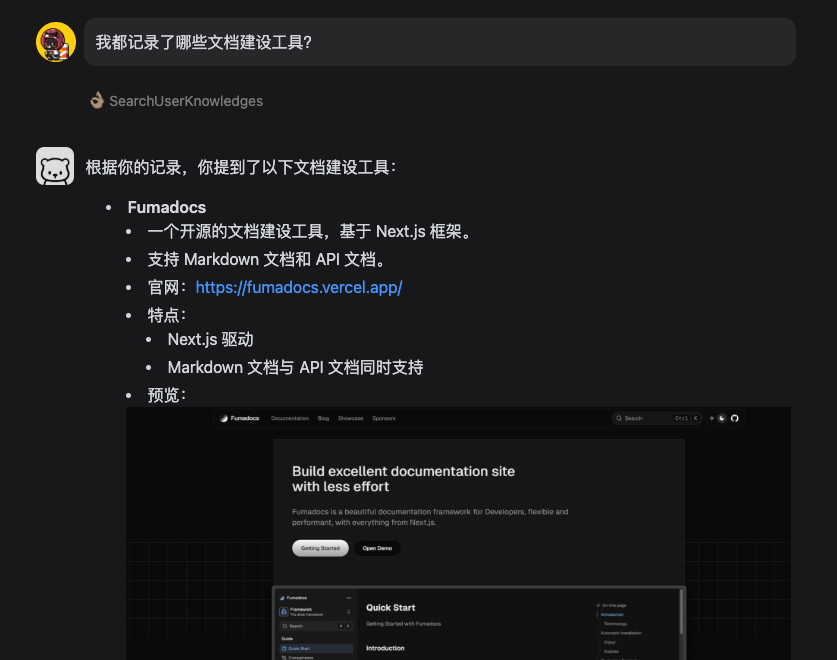 我都记录了哪些文档建设工具?
SearchUserKnowledges
根据你的记录，你提到了以下文档建设工具：
• Fumadocs
• 一个开源的文档建设工具，基于 Next.js 框架。
• 支持 Markdown 文档和 API 文档。
• 官网：https://fumadocs.vercel.app/
• 特点：
• Next.js 驱动
• Markdown 文档与 API 文档同时支持
• 预览：
Fumadocs Documentation Blog Showcase Sponsors Search Ctrl K
Build excellent documentation site
with less effort
Fumadocs is a beautiful documentation framework for Developers, flexible and
performant, with everything from Next.js.
Getting Started Open Demo
Fumadocs
Framework
Search
Guide
Quick Start
Comparisons
Quick Start
Getting Started with Fumadocs
Introduction
On this page
Introduction
Terminology
Automatic Installation
Enjoy!
Explore